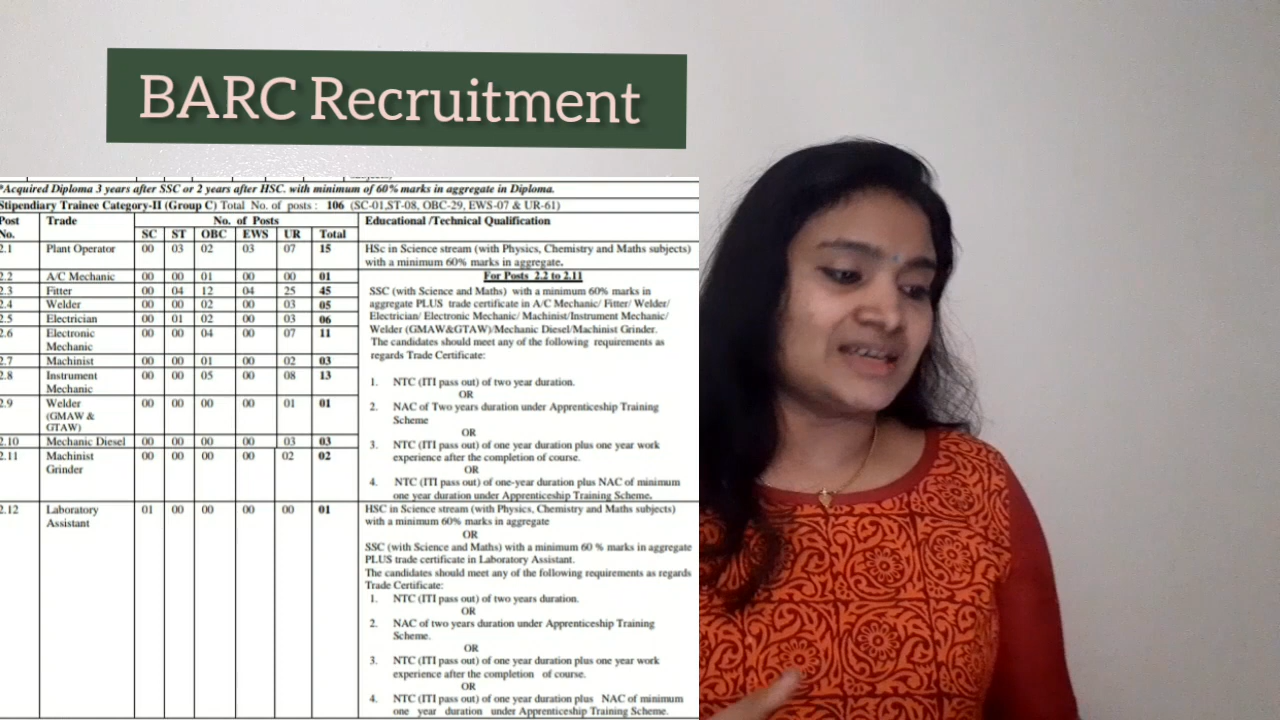 BARC Recruitment
*Acquired Diploma 3 years after SSC or 2 years after HSC. with minimum of 60% marks in aggregate in Diploma.
Stipendiary Trainee Category-II (Group C) Total No. of posts : 106 (SC-01,ST-08, OBC-29, EWS-07 & UR-61)
Post No. Trade No. of Posts Educational /Technical Qualification
SC ST OBC EWS UR Total
2.1 Plant Operator 00 03 02 03 07 15 HSc in Science stream (with Physics, Chemistry and Maths subjects)
with a minimum 60% marks in aggregate.
2.2 A/C Mechanic 00 00 01 00 00 01 For Posts 2.2 to 2.11
2.3 Fitter 00 04 12 04 25 45
2.4 Welder 00 00 02 00 03 05
2.5 Electrician 00 01 02 00 03 06
2.6 Electronic Mechanic 00 00 04 00 07 11
2.7 Machinist 00 00 01 00 02 03
2.8 Instrument Mechanic 00 00 05 00 08 13
2.9 Welder (GMAW & GTAW) 00 00 00 00 01 01
2.10 Mechanic Diesel 00 00 00 00 03 03
2.11 Machinist Grinder 00 00 00 00 02 02
SSC (with Science and Maths) with a minimum 60% marks in
aggregate PLUS trade certificate in A/C Mechanic/ Fitter/ Welder/
Electrician/ Electronic Mechanic/ Machinist/Instrument Mechanic/
Welder (GMAW&GTAW)/Mechanic Diesel/Machinist Grinder.
The candidates should meet any of the following requirements as
regards Trade Certificate:
1. NTC (ITI pass out) of two year duration.
OR
2. NAC of Two years duration under Apprenticeship Training
Scheme
OR
3. NTC (ITI pass out) of one year duration plus one year work
experience after the completion of course.
OR
4. NTC (ITI pass out) of one-year duration plus NAC of minimum
one year duration under Apprenticeship Training Scheme.
2.12 Laboratory Assistant 01 00 00 00 00 01 HSC in Science stream (with Physics, Chemistry and Maths subjects)
with a minimum 60% marks in aggregate
OR
SSC (with Science and Maths) with a minimum 60 % marks in aggregate
PLUS trade certificate in Laboratory Assistant.
The candidates should meet any of the following requirements as regards
Trade Certificate:
1. NTC (ITI pass out) of two years duration.
OR
2. NAC of two years duration under Apprenticeship Training
Scheme.
OR
3. NTC (ITI pass out) of one year duration plus one year work
experience after the completion of course.
OR
4. NTC (ITI pass out) of one year duration plus NAC of minimum
one year duration under Apprenticeship Training Scheme.